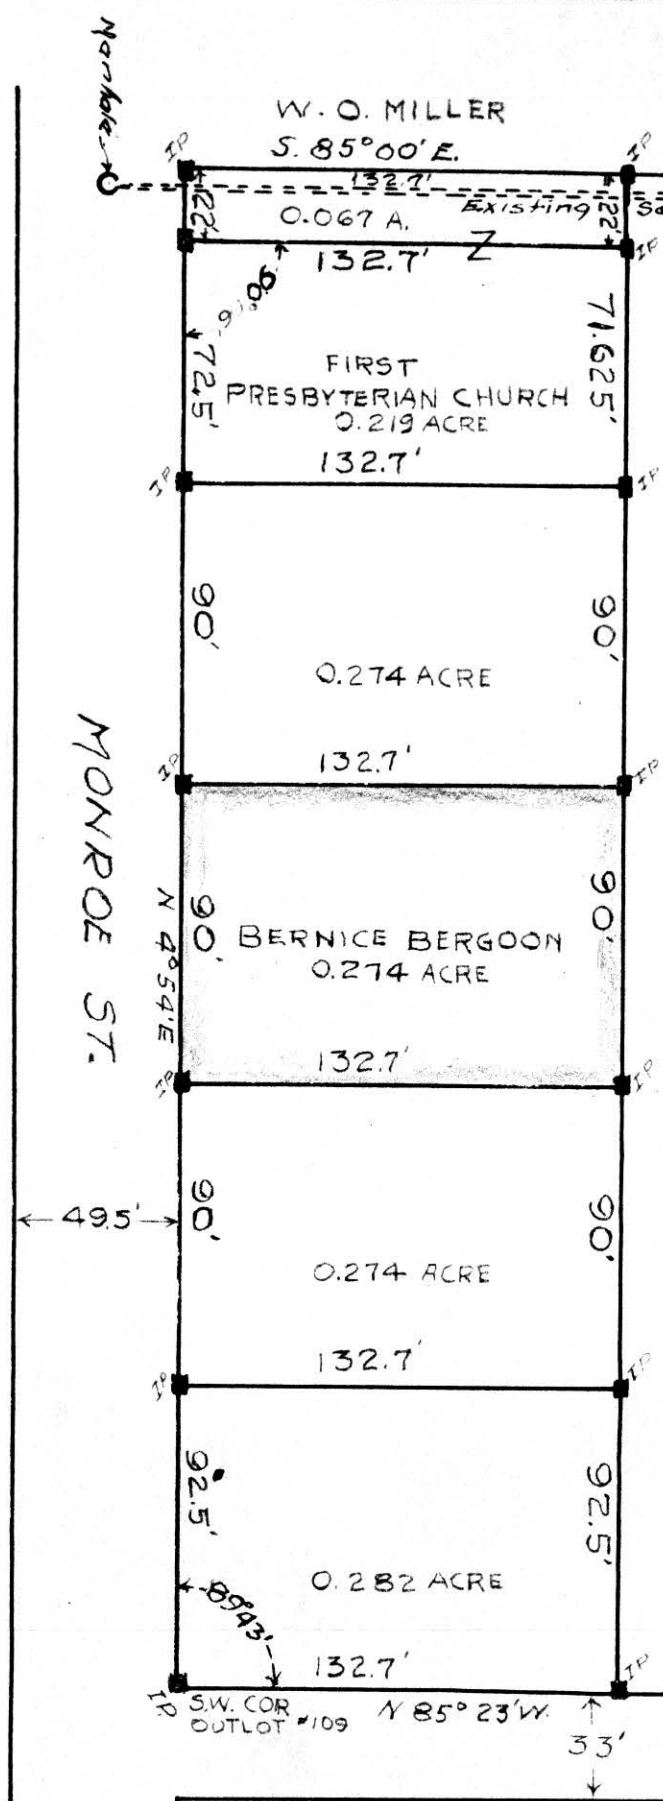 Manhole
W. O. MILLER
S. 85°00' E.
IP
IP
132.7'
Existing
22'
0.067 A.
22'
IP
132.7'
Z
90° 6'
72.5'
71.625'
FIRST
PRESBYTERIAN CHURCH
0.219 ACRE
132.7'
IP
IP
90'
90'
0.274 ACRE
132.7'
IP
IP
MONROE ST.
N 4° 54' E
90'
90'
BERNICE BERGOON
0.274 ACRE
132.7'
IP
IP
90'
90'
49.5'
0.274 ACRE
132.7'
IP
IP
92.5'
92.5'
0.282 ACRE
89°43'
132.7'
IP
IP
S.W. COR
OUTLOT #109
N 85° 23' W.
33'